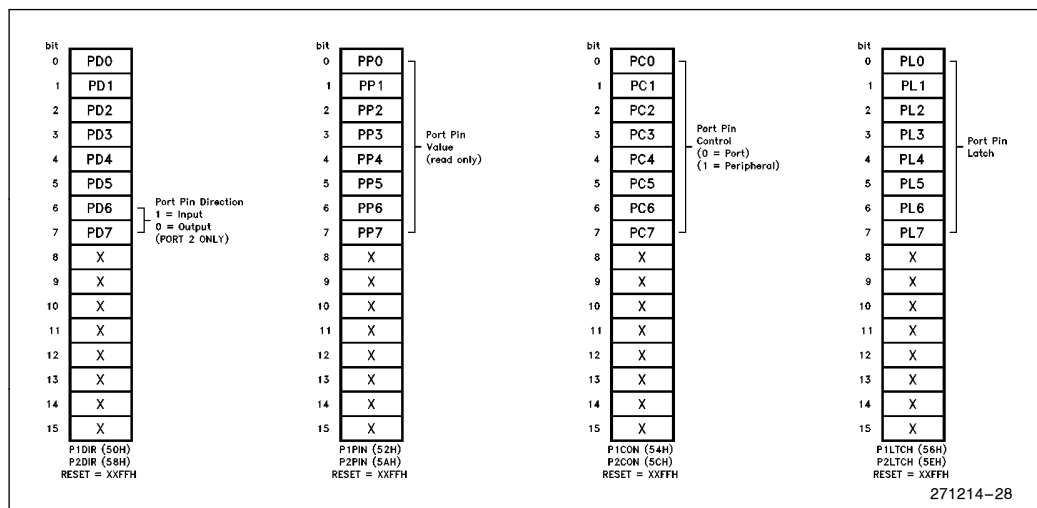 bit
0 PD0
1 PD1
2 PD2
3 PD3
4 PD4
5 PD5
6 PD6
7 PD7
8 X
9 X
10 X
11 X
12 X
13 X
14 X
15 X
Port Pin Direction
1 = Input
0 = Output
(PORT 2 ONLY)
P1DIR (50H)
P2DIR (58H)
RESET = XXFFH
bit
0 PP0
1 PP1
2 PP2
3 PP3
4 PP4
5 PP5
6 PP6
7 PP7
8 X
9 X
10 X
11 X
12 X
13 X
14 X
15 X
Port Pin
Value
(read only)
P1PIN (52H)
P2PIN (5AH)
RESET = XXFFH
bit
0 PC0
1 PC1
2 PC2
3 PC3
4 PC4
5 PC5
6 PC6
7 PC7
8 X
9 X
10 X
11 X
12 X
13 X
14 X
15 X
Port Pin
Control
(0 = Port)
(1 = Peripheral)
P1CON (54H)
P2CON (5CH)
RESET = XXFFH
bit
0 PL0
1 PL1
2 PL2
3 PL3
4 PL4
5 PL5
6 PL6
7 PL7
8 X
9 X
10 X
11 X
12 X
13 X
14 X
15 X
Port Pin
Latch
P1LTCH (56H)
P2LTCH (5EH)
RESET = XXFFH
271214–28